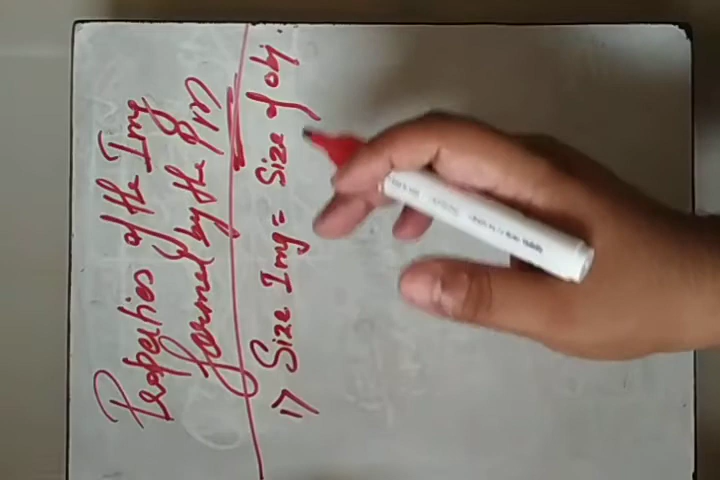 Properties of the Img
formed by the PM
1) Size Img = Size of obj.